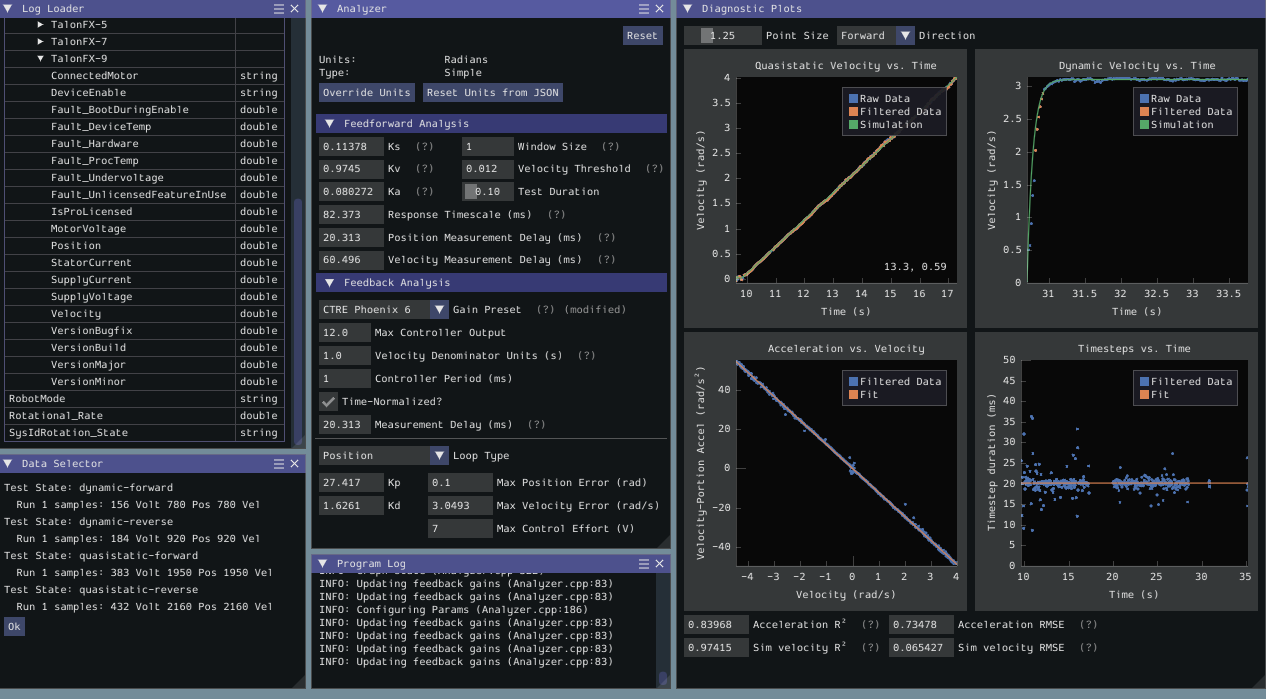 Log Loader
TalonFX-5
TalonFX-7
TalonFX-9
ConnectedMotor string
DeviceEnable string
Fault_BootDuringEnable double
Fault_DeviceTemp double
Fault_Hardware double
Fault_ProcTemp double
Fault_Undervoltage double
Fault_UnlicensedFeatureInUse double
IsProLicensed double
MotorVoltage double
Position double
StatorCurrent double
SupplyCurrent double
SupplyVoltage double
Velocity double
VersionBugfix double
VersionBuild double
VersionMajor double
VersionMinor double
RobotMode string
Rotational_Rate double
SysIdRotation_State string
Data Selector
Test State: dynamic-forward
Run 1 samples: 156 Volt 780 Pos 780 Vel
Test State: dynamic-reverse
Run 1 samples: 184 Volt 920 Pos 920 Vel
Test State: quasistatic-forward
Run 1 samples: 383 Volt 1950 Pos 1950 Vel
Test State: quasistatic-reverse
Run 1 samples: 432 Volt 2160 Pos 2160 Vel
Ok
Analyzer
Reset
Units: Radians
Type: Simple
Override Units Reset Units from JSON
Feedforward Analysis
0.11378 Ks (?) 1 Window Size (?)
0.9745 Kv (?) 0.012 Velocity Threshold (?)
0.080272 Ka (?) 0.10 Test Duration
82.373 Response Timescale (ms) (?)
20.313 Position Measurement Delay (ms) (?)
60.496 Velocity Measurement Delay (ms) (?)
Feedback Analysis
CTRE Phoenix 6 Gain Preset (?) (modified)
12.0 Max Controller Output
1.0 Velocity Denominator Units (s) (?)
1 Controller Period (ms)
Time-Normalized?
20.313 Measurement Delay (ms) (?)
Position Loop Type
27.417 Kp 0.1 Max Position Error (rad)
1.6261 Kd 3.0493 Max Velocity Error (rad/s)
7 Max Control Effort (V)
Program Log
INFO: Updating feedback gains (Analyzer.cpp:83)
INFO: Updating feedback gains (Analyzer.cpp:83)
INFO: Configuring Params (Analyzer.cpp:186)
INFO: Updating feedback gains (Analyzer.cpp:83)
INFO: Updating feedback gains (Analyzer.cpp:83)
INFO: Updating feedback gains (Analyzer.cpp:83)
INFO: Updating feedback gains (Analyzer.cpp:83)
Diagnostic Plots
1.25 Point Size Forward Direction
Quasistatic Velocity vs. Time
Velocity (rad/s)
4
3.5
3
2.5
2
1.5
1
0.5
0
Raw Data
Filtered Data
Simulation
13.3, 0.59
10 11 12 13 14 15 16 17
Time (s)
Dynamic Velocity vs. Time
Velocity (rad/s)
3
2.5
2
1.5
1
0.5
0
Raw Data
Filtered Data
Simulation
31 31.5 32 32.5 33 33.5
Time (s)
Acceleration vs. Velocity
Velocity-Portion Accel (rad/s²)
40
20
0
−20
−40
Filtered Data
Fit
−4 −3 −2 −1 0 1 2 3 4
Velocity (rad/s)
Timesteps vs. Time
Timestep duration (ms)
50
45
40
35
30
25
20
15
10
5
0
Filtered Data
Fit
10 15 20 25 30 35
Time (s)
0.83968 Acceleration R² (?) 0.73478 Acceleration RMSE (?)
0.97415 Sim velocity R² (?) 0.065427 Sim velocity RMSE (?)